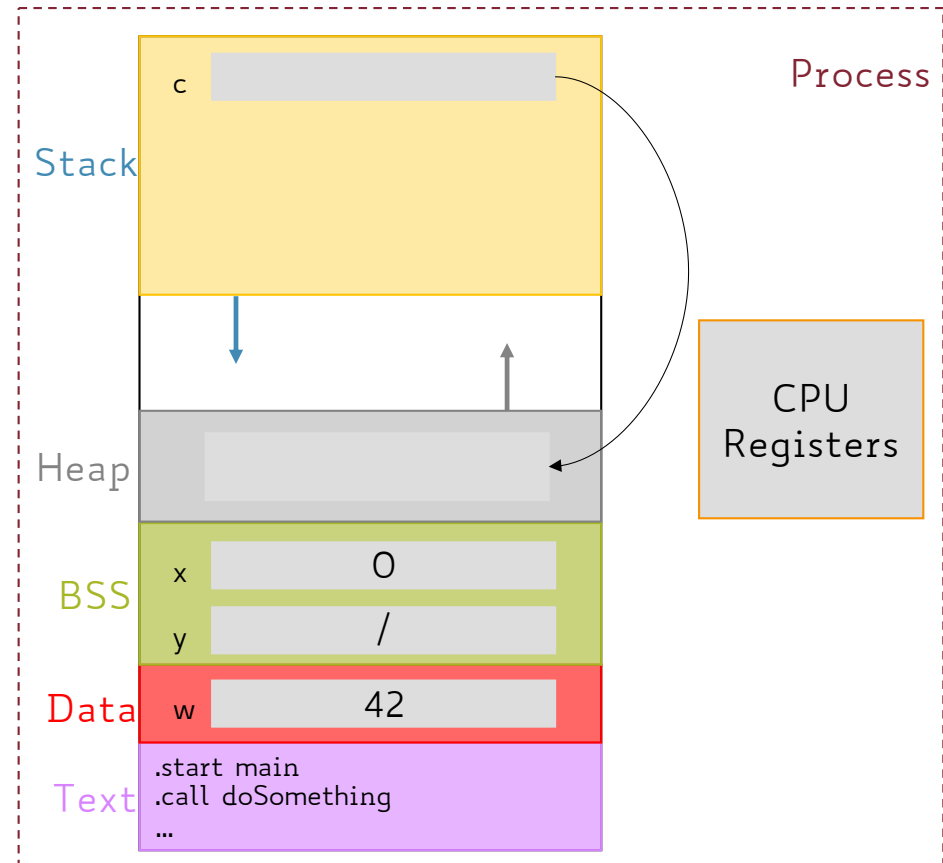 Process
c
Stack
CPU
Registers
Heap
x 0
BSS
y /
Data w 42
.start main
.call doSomething
Text
...